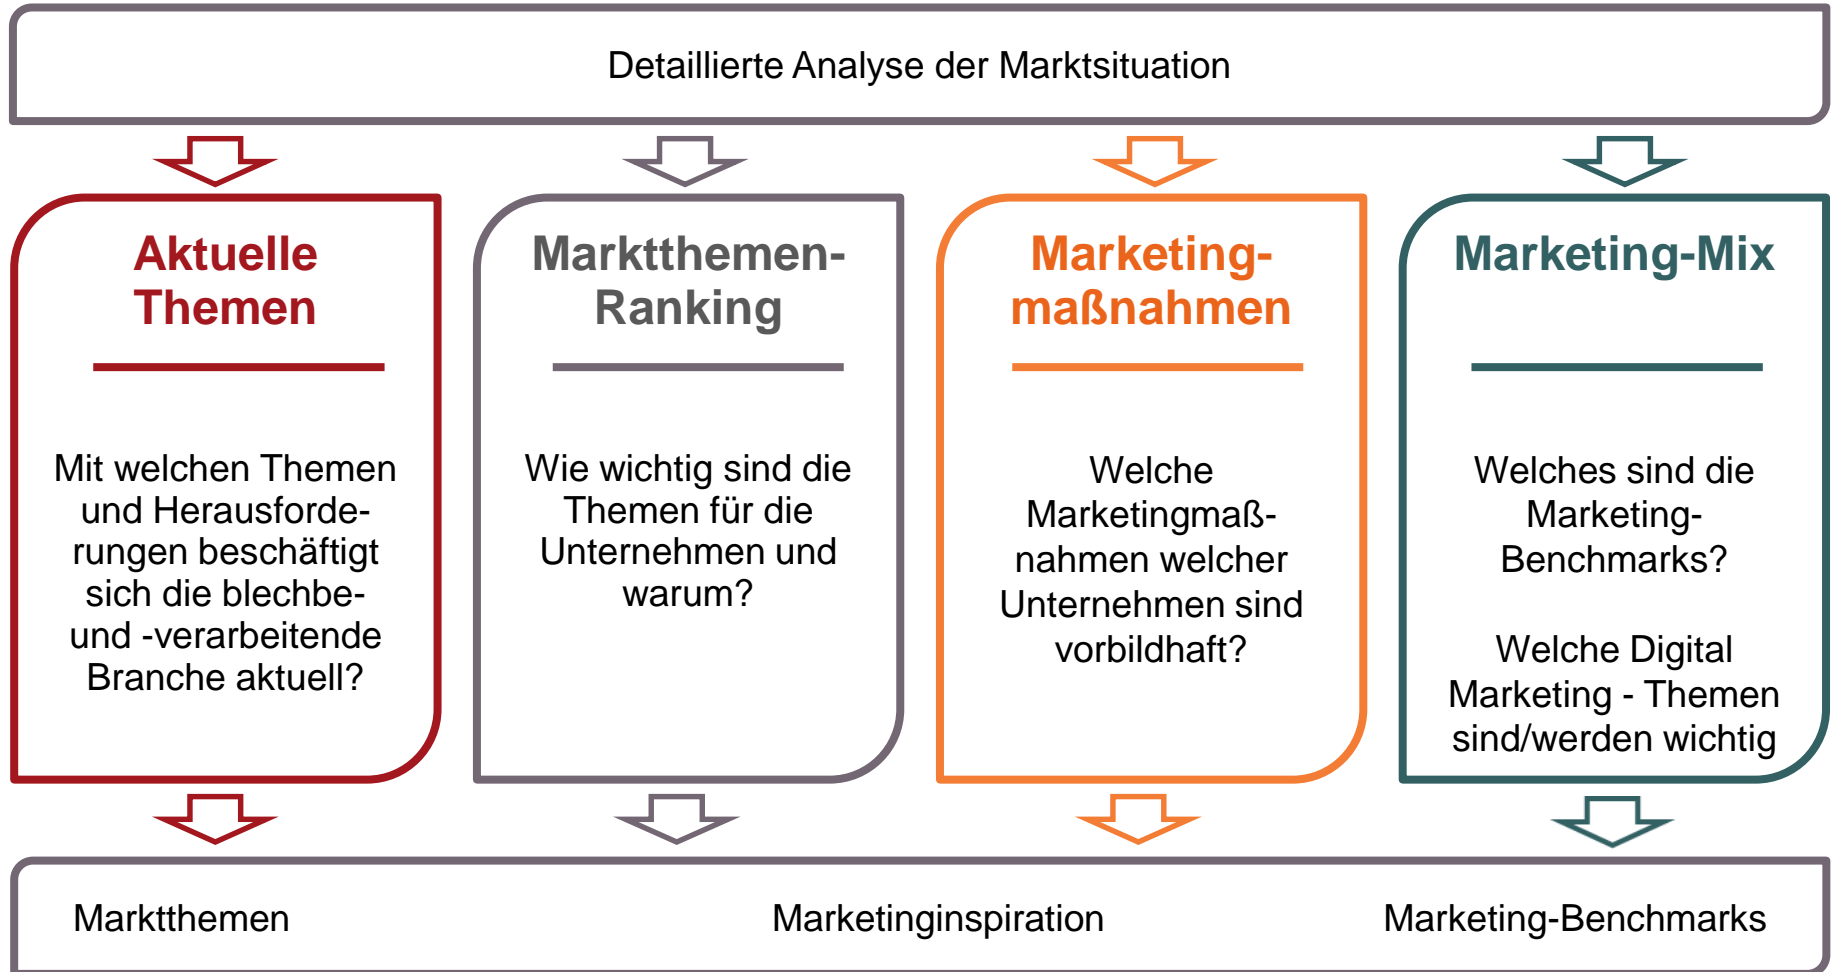 Detaillierte Analyse der Marktsituation
Aktuelle
Themen
Mit welchen Themen
und Herausforde-
rungen beschäftigt
sich die blechbe-
und -verarbeitende
Branche aktuell?
Marktthemen-
Ranking
Wie wichtig sind die
Themen für die
Unternehmen und
warum?
Marketing-
maßnahmen
Welche
Marketingmaß-
nahmen welcher
Unternehmen sind
vorbildhaft?
Marketing-Mix
Welches sind die
Marketing-
Benchmarks?
Welche Digital
Marketing - Themen
sind/werden wichtig
Marktthemen
Marketinginspiration
Marketing-Benchmarks